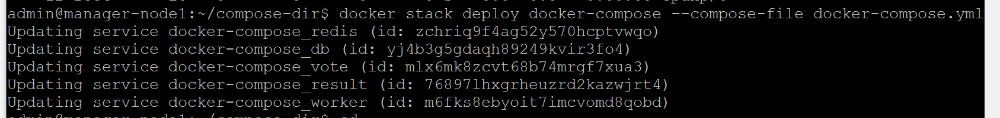 admin@manager-node1:~/compose-dir$ docker stack deploy docker-compose --compose-file docker-compose.yml
Updating service docker-compose_redis (id: zchriq9f4ag52y570hcptvwqo)
Updating service docker-compose_db (id: yj4b3g5gdaqh89249kvir3fo4)
Updating service docker-compose_vote (id: mlx6mk8zcvt68b74mrgf7xua3)
Updating service docker-compose_result (id: 76897lhxgrheuzrd2kazwjrt4)
Updating service docker-compose_worker (id: m6fks8ebyoit7imcvomd8qobd)